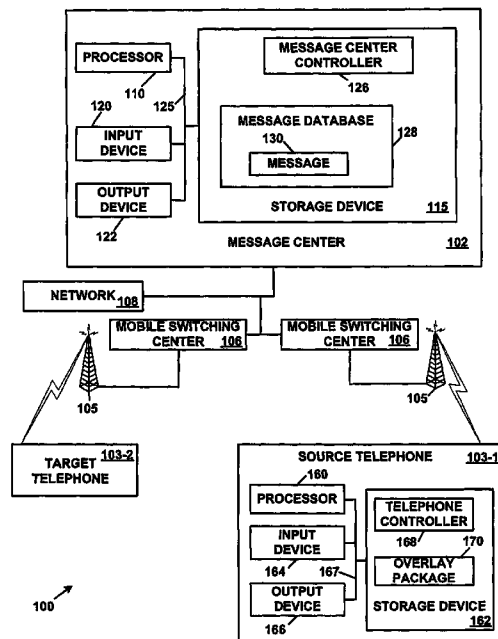 PROCESSOR
110
125
120
INPUT
DEVICE
OUTPUT
DEVICE
122
MESSAGE CENTER
CONTROLLER
126
MESSAGE DATABASE
130
128
MESSAGE
STORAGE DEVICE
115
MESSAGE CENTER
102
NETWORK
108
MOBILE SWITCHING
CENTER
106
MOBILE SWITCHING
CENTER
106
105
105
103-2
TARGET
TELEPHONE
SOURCE TELEPHONE
103-1
160
PROCESSOR
INPUT
DEVICE
164
167
OUTPUT
DEVICE
166
TELEPHONE
CONTROLLER
168
170
OVERLAY
PACKAGE
STORAGE
DEVICE
162
100